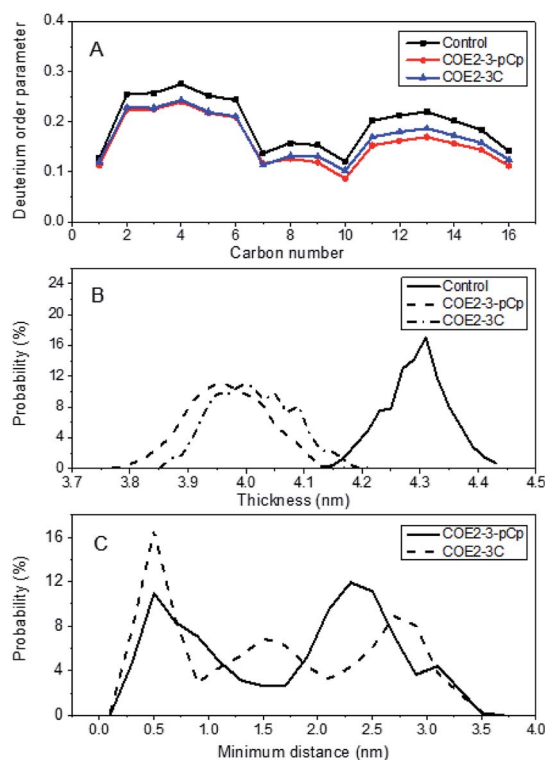 A
Control
COE2-3-pCp
COE2-3C
Deuterium order parameter
0.4
0.3
0.2
0.1
0.0
0 2 4 6 8 10 12 14 16
Carbon number
B
Control
COE2-3-pCp
COE2-3C
Probability (%)
24
20
16
12
8
4
0
3.7 3.8 3.9 4.0 4.1 4.2 4.3 4.4 4.5
Thickness (nm)
C
COE2-3-pCp
COE2-3C
Probability (%)
16
12
8
4
0
0.0 0.5 1.0 1.5 2.0 2.5 3.0 3.5 4.0
Minimum distance (nm)